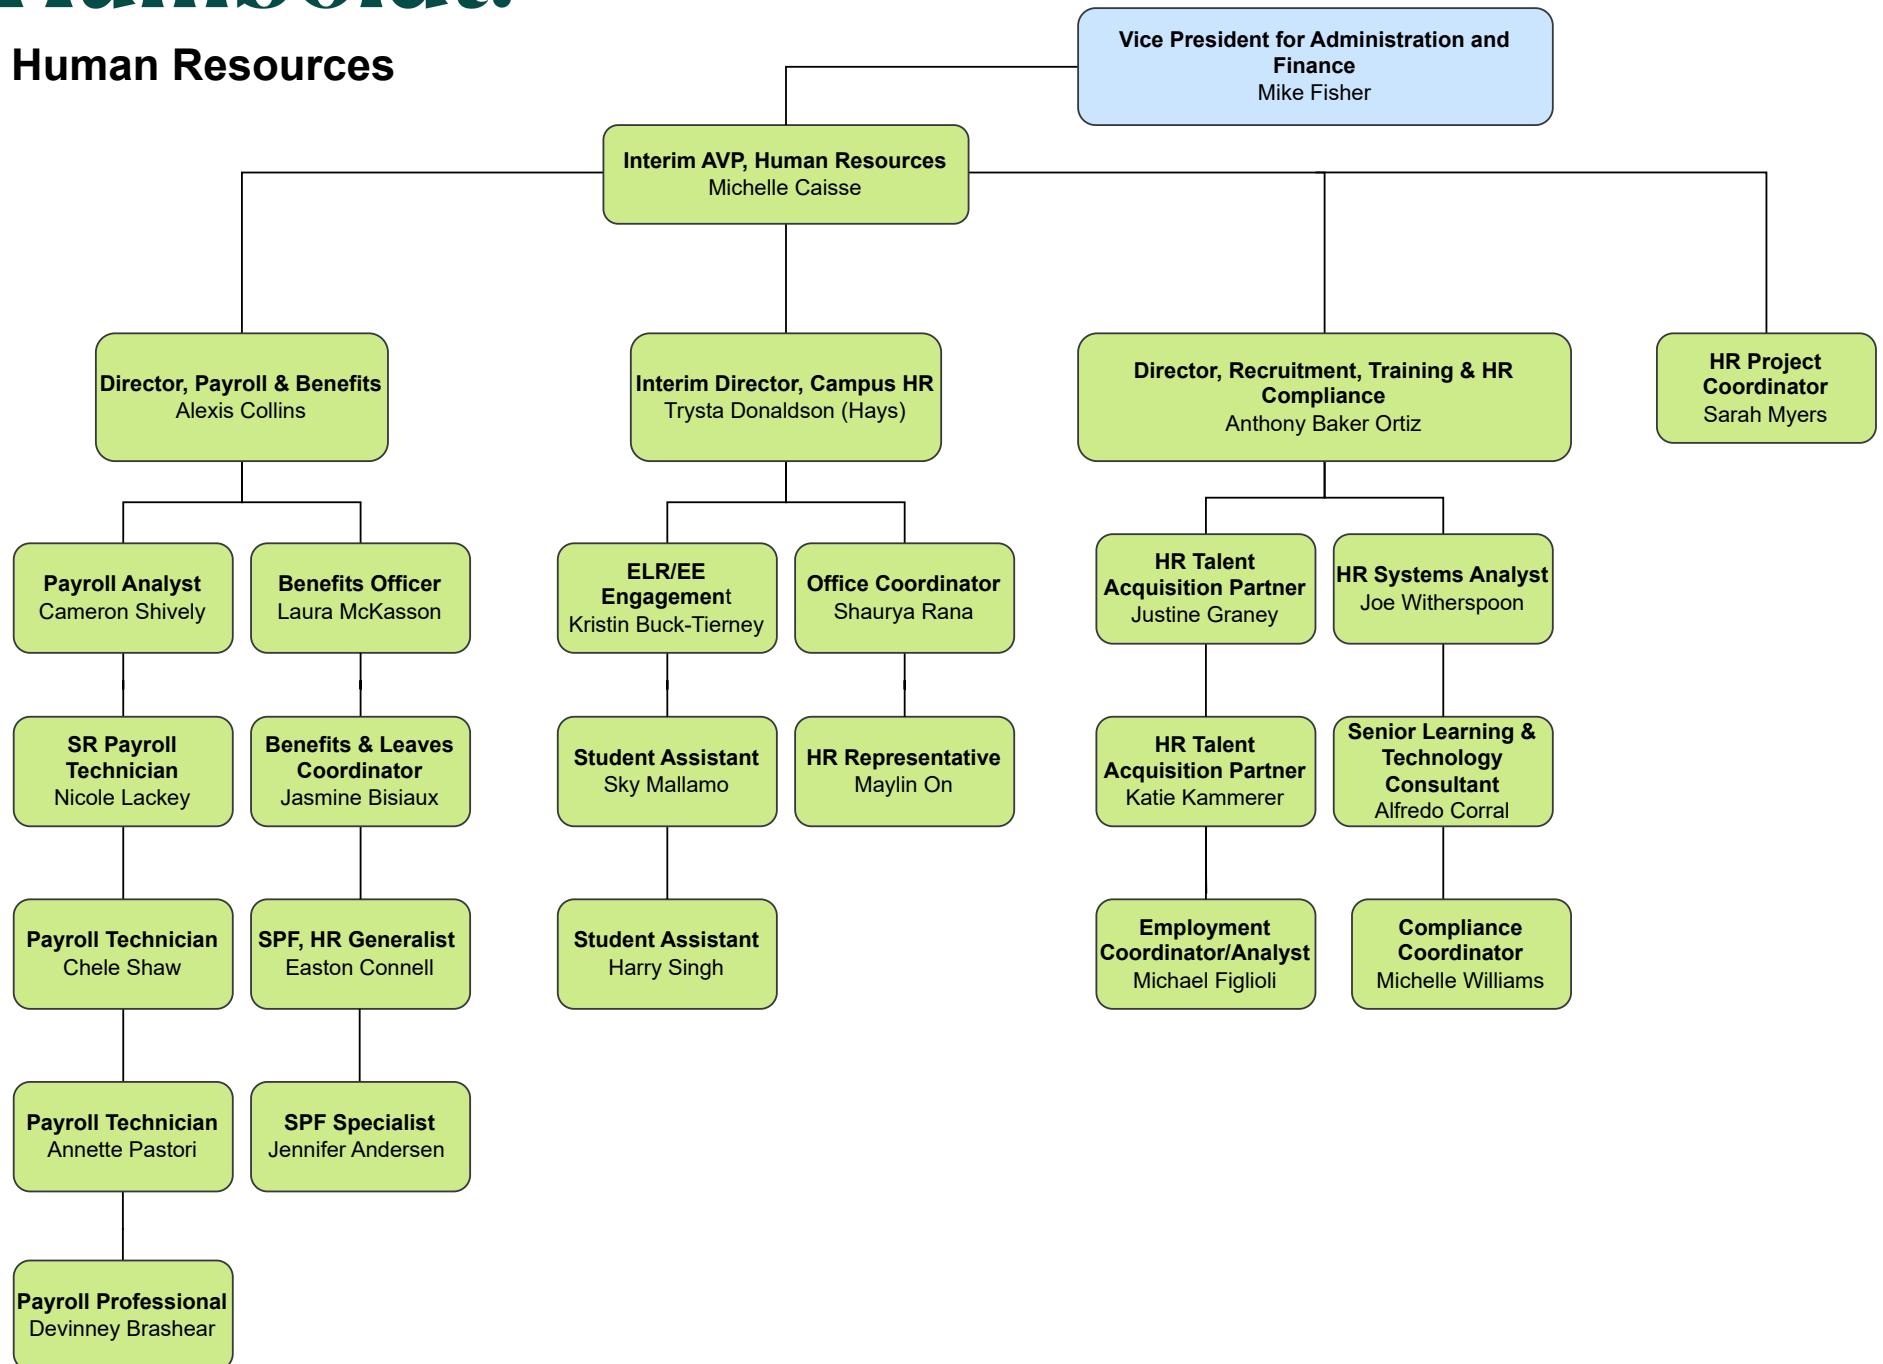 Humboldt.
Human Resources
Vice President for Administration and
Finance
Mike Fisher
Interim AVP, Human Resources
Michelle Caisse
Director, Payroll & Benefits
Alexis Collins
Interim Director, Campus HR
Trysta Donaldson (Hays)
Director, Recruitment, Training & HR
Compliance
Anthony Baker Ortiz
HR Project
Coordinator
Sarah Myers
Payroll Analyst
Cameron Shively
Benefits Officer
Laura McKasson
ELR/EE
Engagement
Kristin Buck-Tierney
Office Coordinator
Shaurya Rana
HR Talent
Acquisition Partner
Justine Graney
HR Systems Analyst
Joe Witherspoon
SR Payroll
Technician
Nicole Lackey
Benefits & Leaves
Coordinator
Jasmine Bisiaux
Student Assistant
Sky Mallamo
HR Representative
Maylin On
HR Talent
Acquisition Partner
Katie Kammerer
Senior Learning &
Technology
Consultant
Alfredo Corral
Payroll Technician
Chele Shaw
SPF, HR Generalist
Easton Connell
Student Assistant
Harry Singh
Employment
Coordinator/Analyst
Michael Figlioli
Compliance
Coordinator
Michelle Williams
Payroll Technician
Annette Pastori
SPF Specialist
Jennifer Andersen
Payroll Professional
Devinney Brashear